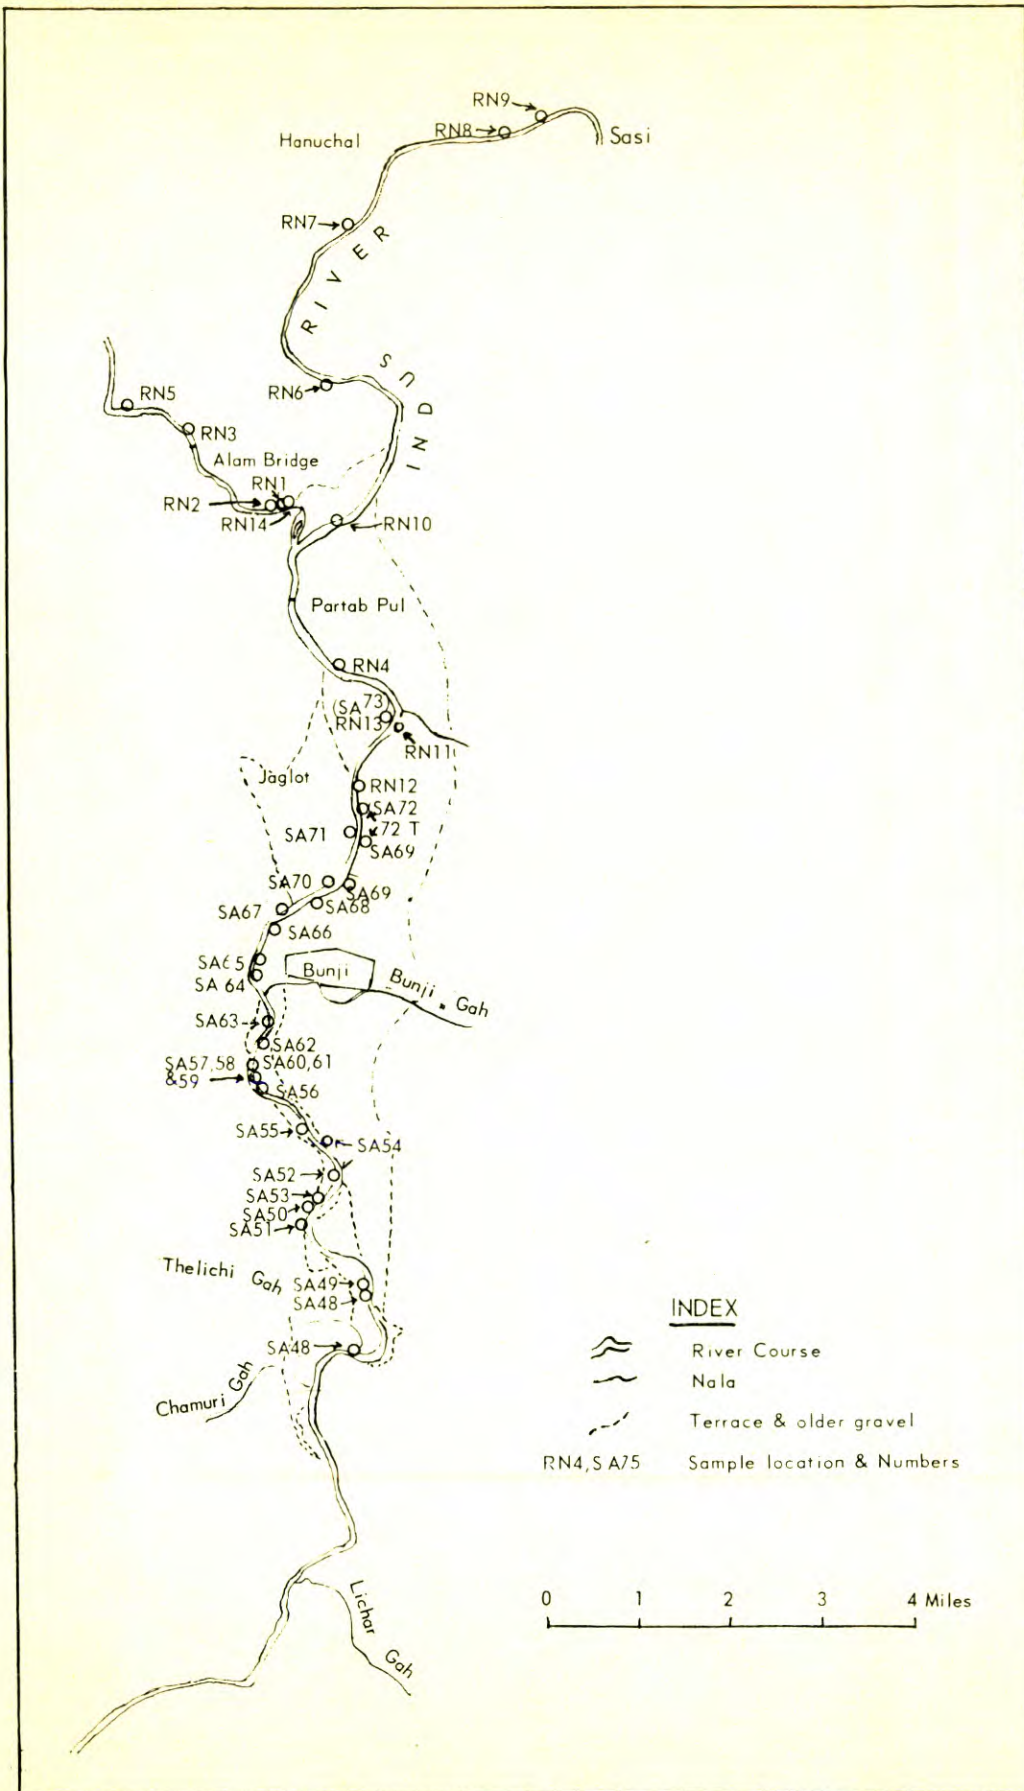 RN9
RN8
Sasi
Hanuchal
RN7
RIVER
INDUS
RN6
RN5
RN3
Alam Bridge
RN1
RN2
RN14
RN10
Partab Pul
RN4
(SA73)
RN13
RN11
Jaglot
RN12
SA72
72 T
SA71
SA69
SA70
SA69
SA68
SA67
SA66
SA65
SA 64
Bunji
Bunji Gah
SA63
SA62
SA57,58
&59
SA60,61
SA56
SA55
SA54
SA52
SA53
SA50
SA51
Thelichi Gah
SA49
SA48
SA48
Chamuri Gah
Lichar Gah
INDEX
River Course
Nala
Terrace & older gravel
RN4,SA75 Sample location & Numbers
0 1 2 3 4 Miles